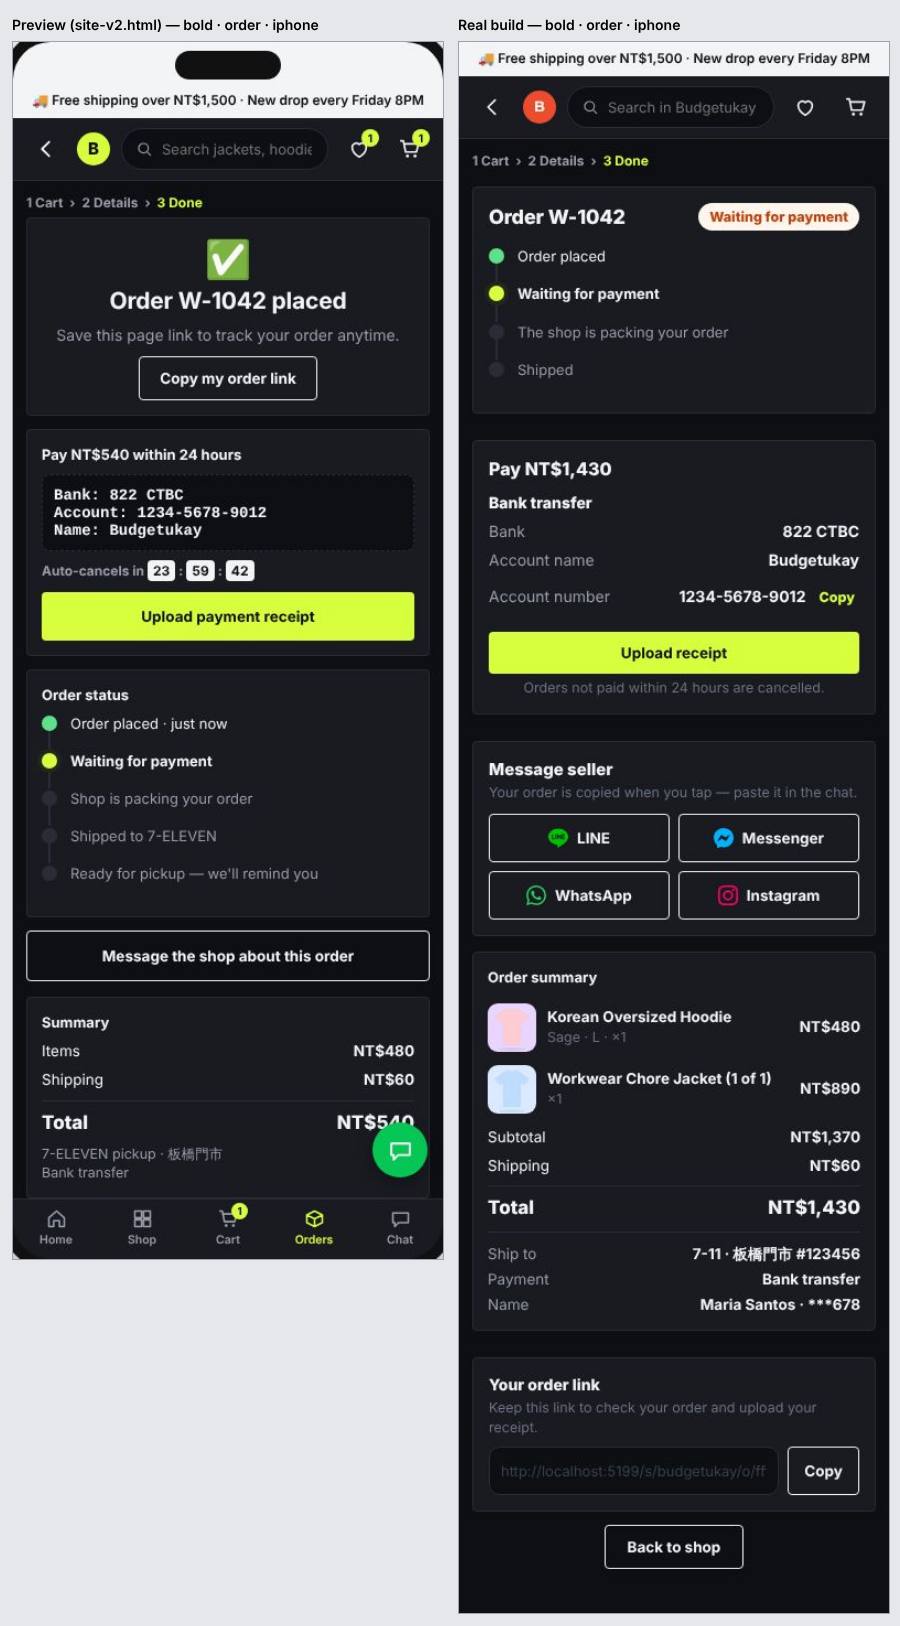 Preview (site-v2.html) — bold · order · iphone
🚚 Free shipping over NT$1,500 · New drop every Friday 8PM
B
Search jackets, hoodie
1
1
1 Cart › 2 Details › 3 Done
✅
Order W-1042 placed
Save this page link to track your order anytime.
Copy my order link
Pay NT$540 within 24 hours
Bank: 822 CTBC
Account: 1234-5678-9012
Name: Budgetukay
Auto-cancels in 23 : 59 : 42
Upload payment receipt
Order status
Order placed · just now
Waiting for payment
Shop is packing your order
Shipped to 7-ELEVEN
Ready for pickup — we'll remind you
Message the shop about this order
Summary
Items NT$480
Shipping NT$60
Total NT$540
7-ELEVEN pickup · 板橋門市
Bank transfer
1
Home Shop Cart Orders Chat
Real build — bold · order · iphone
🚚 Free shipping over NT$1,500 · New drop every Friday 8PM
B
Search in Budgetukay
1 Cart › 2 Details › 3 Done
Order W-1042 Waiting for payment
Order placed
Waiting for payment
The shop is packing your order
Shipped
Pay NT$1,430
Bank transfer
Bank 822 CTBC
Account name Budgetukay
Account number 1234-5678-9012 Copy
Upload receipt
Orders not paid within 24 hours are cancelled.
Message seller
Your order is copied when you tap — paste it in the chat.
LINE Messenger
WhatsApp Instagram
Order summary
Korean Oversized Hoodie NT$480
Sage · L · ×1
Workwear Chore Jacket (1 of 1) NT$890
×1
Subtotal NT$1,370
Shipping NT$60
Total NT$1,430
Ship to 7-11 · 板橋門市 #123456
Payment Bank transfer
Name Maria Santos · ***678
Your order link
Keep this link to check your order and upload your
receipt.
http://localhost:5199/s/budgetukay/o/ff
Copy
Back to shop